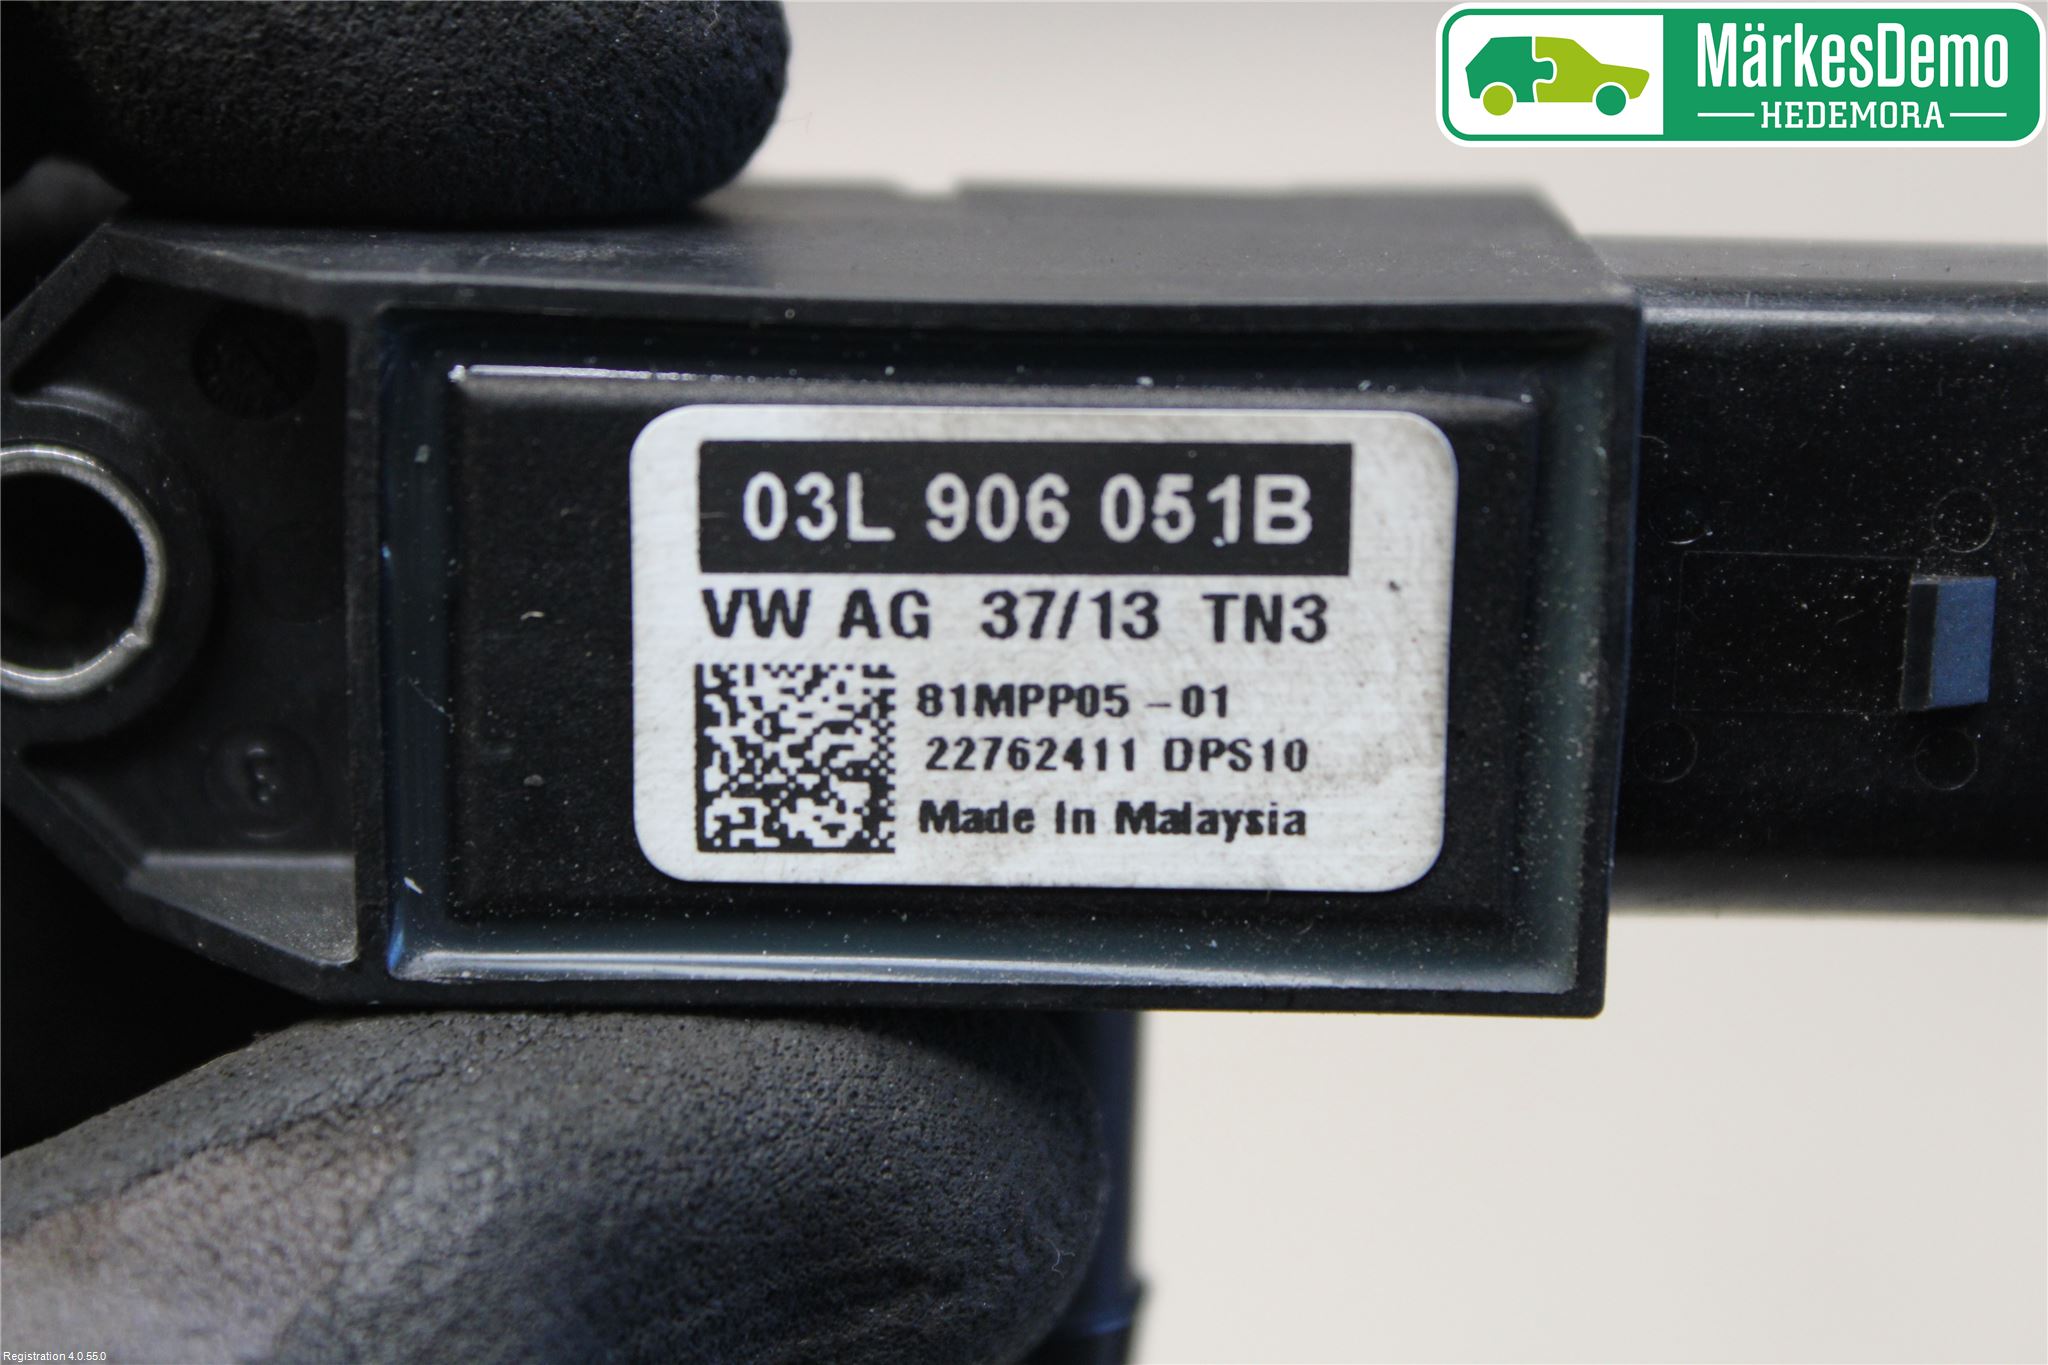 MärkesDemo
HEDEMORA
03L 906 051B
VW AG 37/13 TN3
81MPP05-01
22762411 DPS10
Made In Malaysia
Registration 4.0.55.0